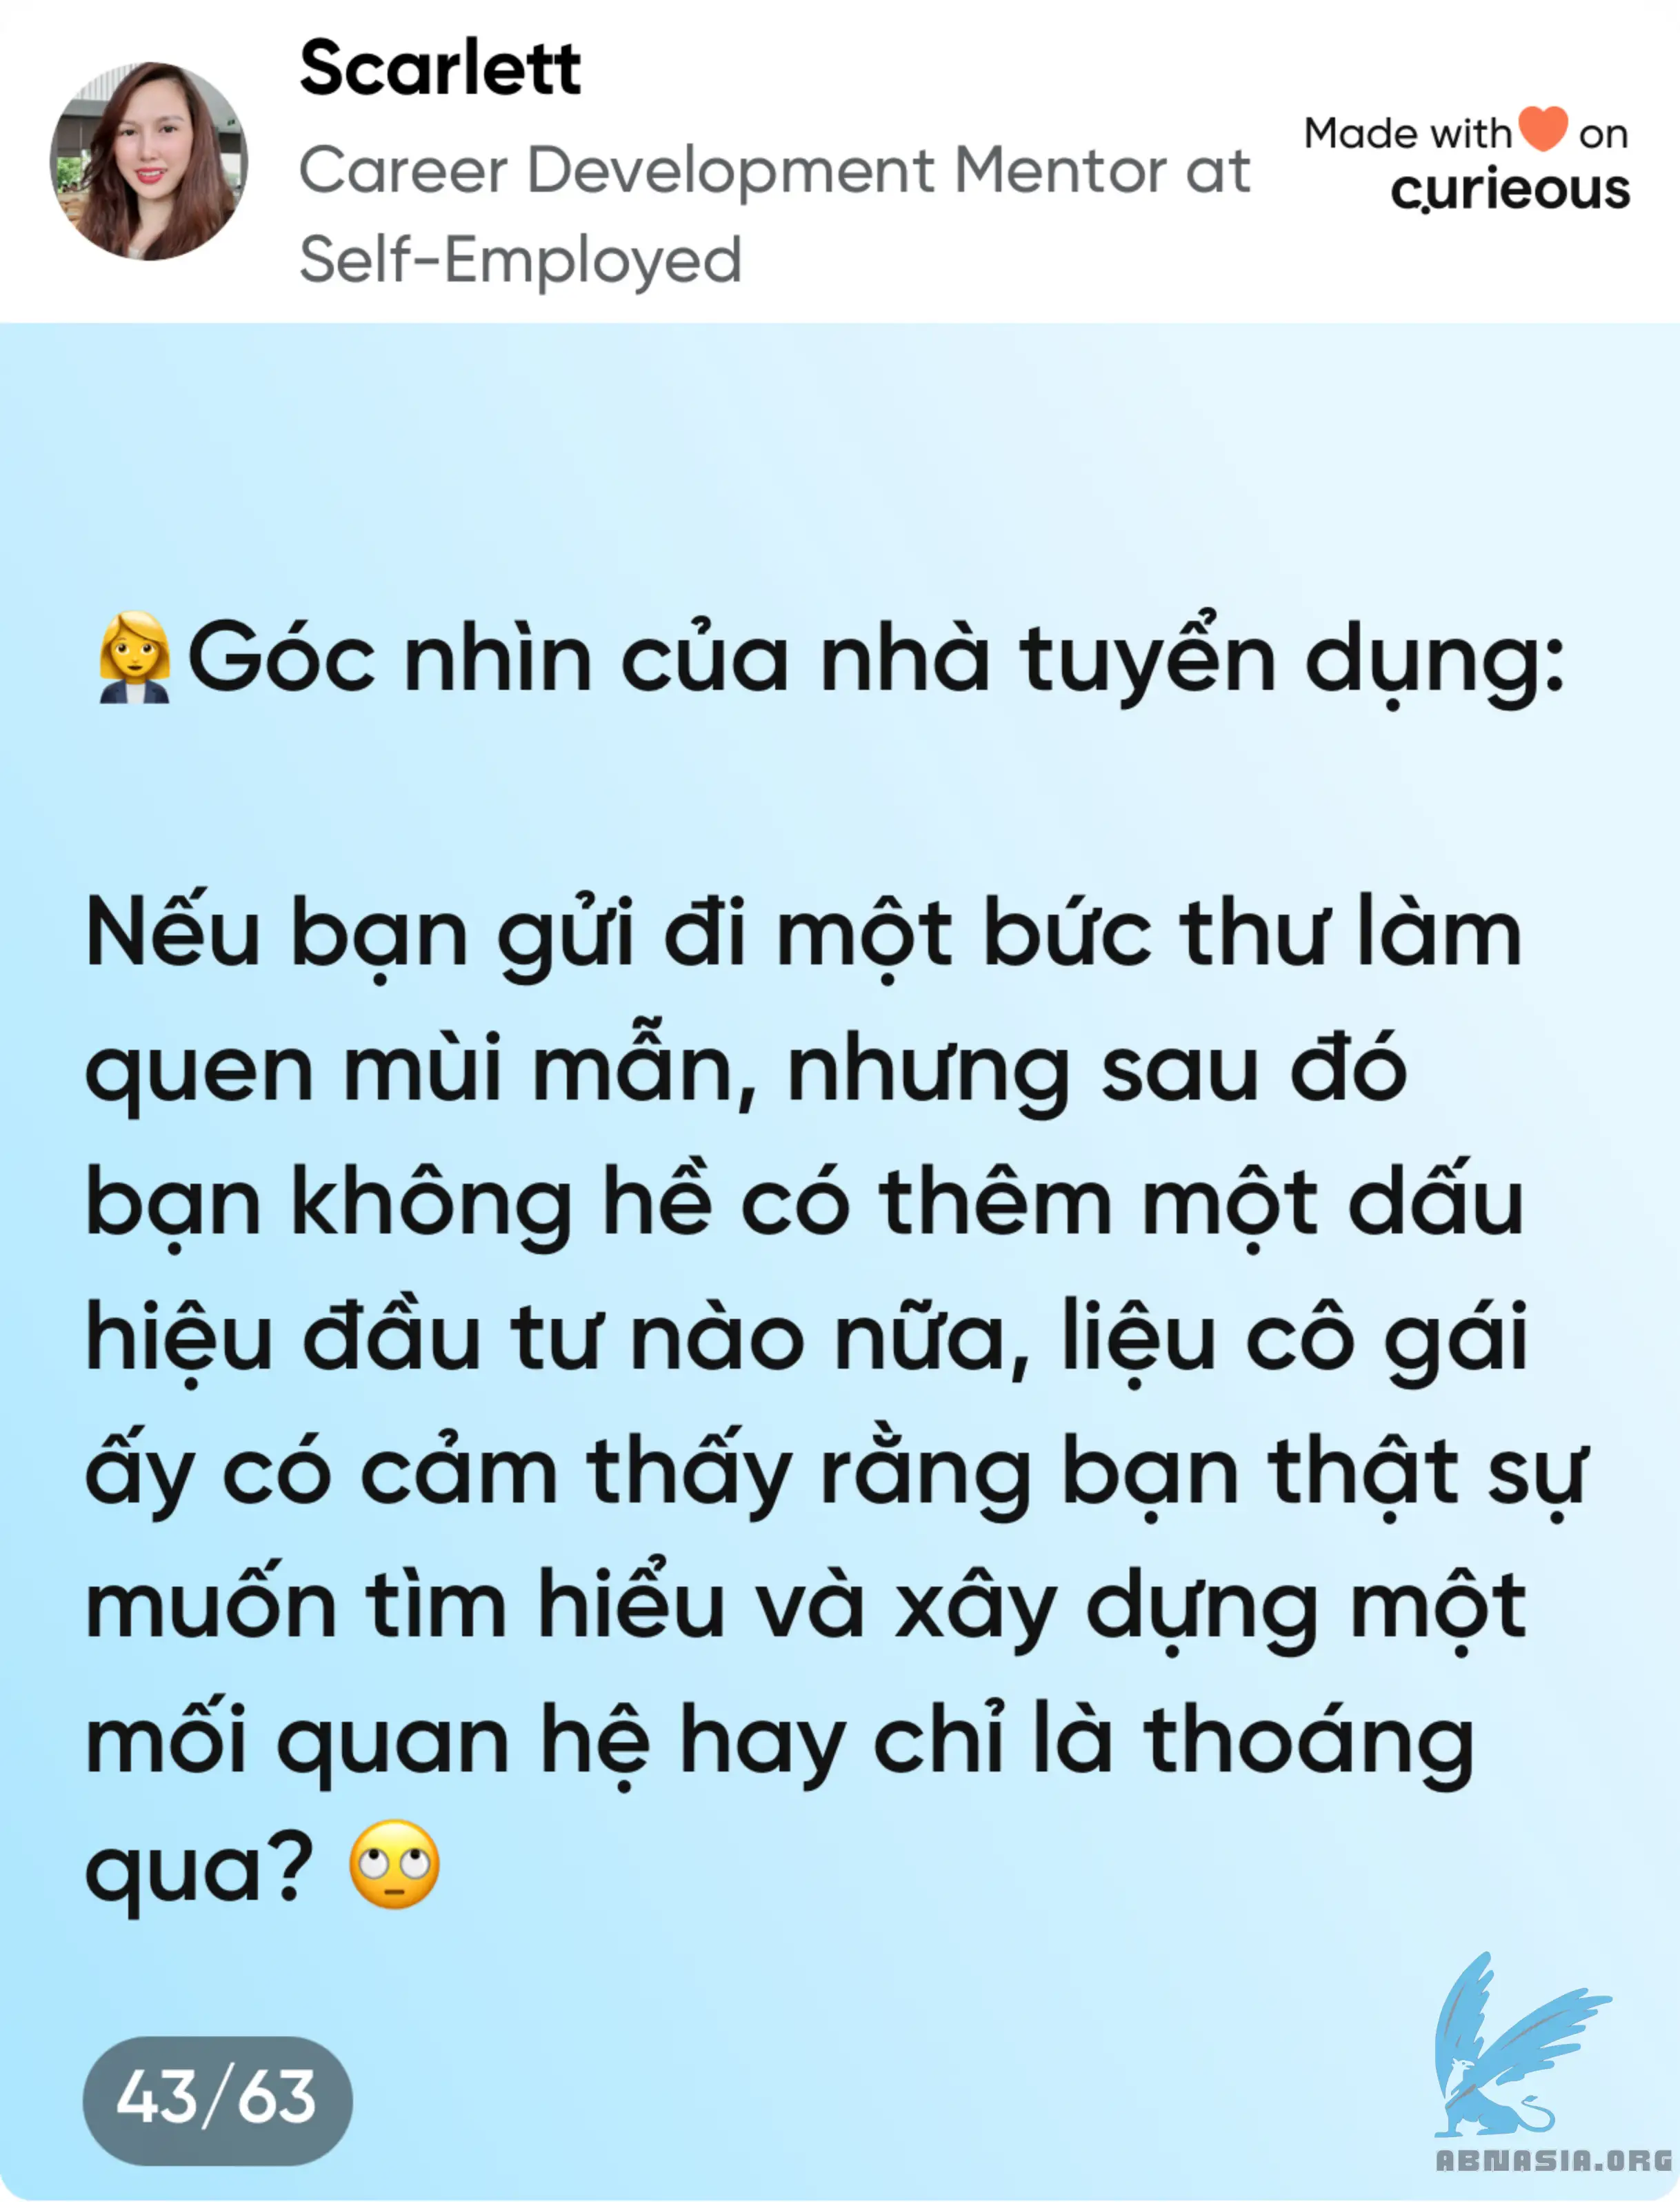 Scarlett
Career Development Mentor at
Self-Employed
Made with ❤ on
curieous
👩‍💼Góc nhìn của nhà tuyển dụng:
Nếu bạn gửi đi một bức thư làm
quen mùi mẫn, nhưng sau đó
bạn không hề có thêm một dấu
hiệu đầu tư nào nữa, liệu cô gái
ấy có cảm thấy rằng bạn thật sự
muốn tìm hiểu và xây dựng một
mối quan hệ hay chỉ là thoáng
qua? 🙄
43/63
ABNASIA.ORG